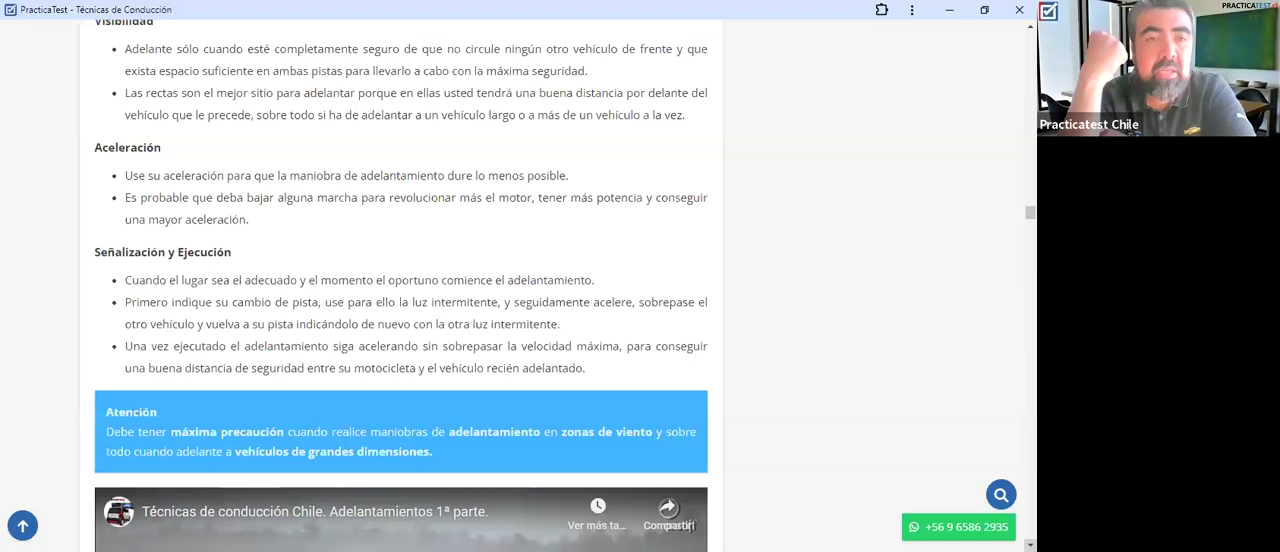 PracticaTest - Técnicas de Conducción
PRACTICATEST
Visibilidad
Adelante sólo cuando esté completamente seguro de que no circule ningún otro vehiculo de frente y que
exista espacio suficiente en ambas pistas para llevarlo a cabo con la máxima seguridad.
Las rectas son el mejor sitio para adelantar porque en ellas usted tendrá una buena distancia por delante del
vehículo que le precede, sobre todo si ha de adelantar a un vehículo largo o a más de un vehículo a la vez.
Practicatest Chile
Aceleración
Use su aceleración para que la maniobra de adelantamiento dure lo menos posible.
Es probable que deba bajar alguna marcha para revolucionar más el motor, tener más potencia y conseguir
una mayor aceleración.
Señalización y Ejecución
Cuando el lugar sea el adecuado y el momento el oportuno comience el adelantamiento.
Primero indique su cambio de pista, use para ello la luz intermitente, y seguidamente acelere, sobrepase el
otro vehículo y vuelva a su pista indicándolo de nuevo con la otra luz intermitente.
Una vez ejecutado el adelantamiento siga acelerando sin sobrepasar la velocidad máxima, para conseguir
una buena distancia de seguridad entre su motocicleta y el vehículo recién adelantado.
Atención
Debe tener máxima precaución cuando realice maniobras de adelantamiento en zonas de viento y sobre
todo cuando adelante a vehículos de grandes dimensiones.
Técnicas de conducción Chile. Adelantamientos 1ª parte.
Ver más ta...
Compartir
+56 9 6586 2935